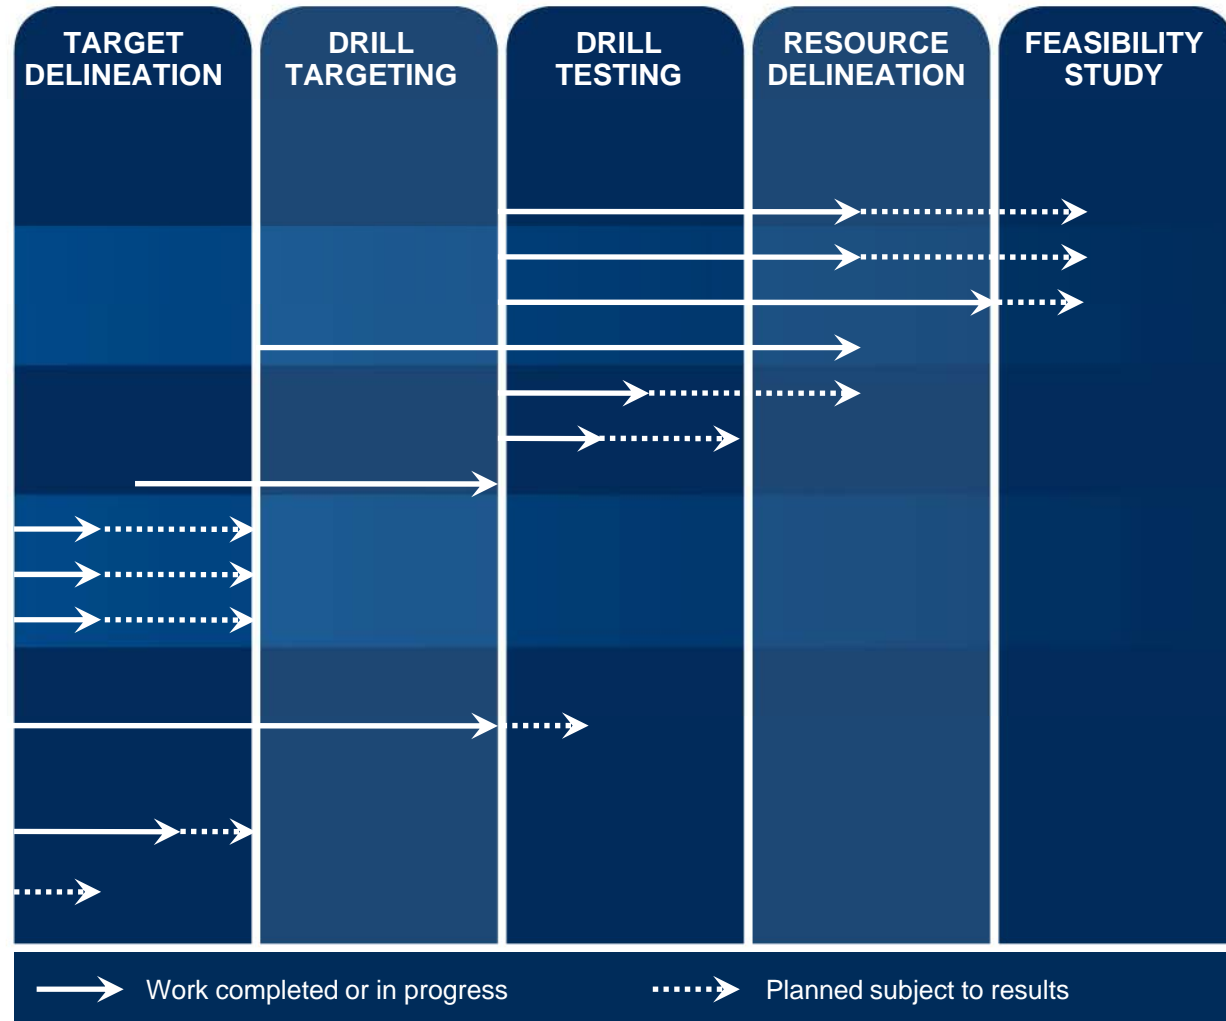 TARGET
DELINEATION
DRILL
TARGETING
DRILL
TESTING
RESOURCE
DELINEATION
FEASIBILITY
STUDY
Work completed or in progress
Planned subject to results